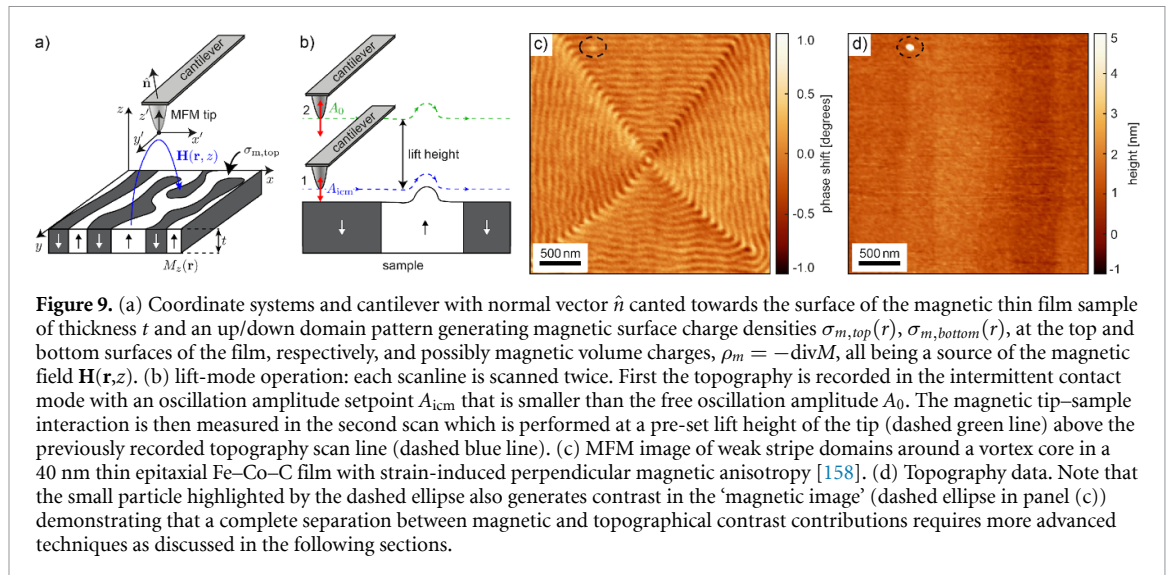 a)
cantilever
n̂
z
z′
MFM tip
x′
y′
H(r, z)
σm,top
x
y
t
Mz(r)
b)
cantilever
2
A0
cantilever
lift height
1
Aicm
sample
c)
500 nm
1.0
0.5
0.0
-0.5
-1.0
phase shift [degrees]
d)
500 nm
5
4
3
2
1
0
-1
height [nm]
Figure 9. (a) Coordinate systems and cantilever with normal vector n̂ canted towards the surface of the magnetic thin film sample
of thickness t and an up/down domain pattern generating magnetic surface charge densities σm,top(r), σm,bottom(r), at the top and
bottom surfaces of the film, respectively, and possibly magnetic volume charges, ρm = −divM, all being a source of the magnetic
field H(r,z). (b) lift-mode operation: each scanline is scanned twice. First the topography is recorded in the intermittent contact
mode with an oscillation amplitude setpoint Aicm that is smaller than the free oscillation amplitude A0. The magnetic tip–sample
interaction is then measured in the second scan which is performed at a pre-set lift height of the tip (dashed green line) above the
previously recorded topography scan line (dashed blue line). (c) MFM image of weak stripe domains around a vortex core in a
40 nm thin epitaxial Fe–Co–C film with strain-induced perpendicular magnetic anisotropy [158]. (d) Topography data. Note that
the small particle highlighted by the dashed ellipse also generates contrast in the ‘magnetic image’ (dashed ellipse in panel (c))
demonstrating that a complete separation between magnetic and topographical contrast contributions requires more advanced
techniques as discussed in the following sections.